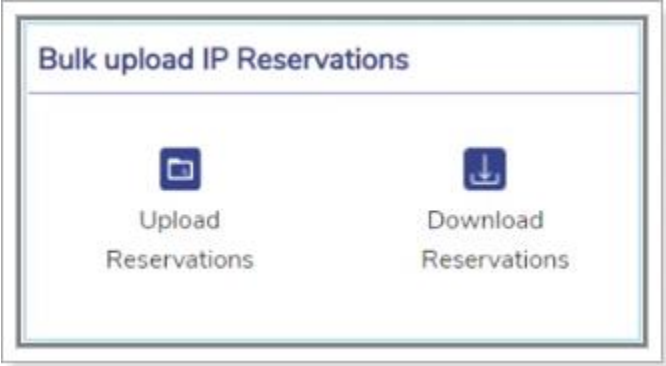 Bulk upload IP Reservations
Upload
Reservations
Download
Reservations